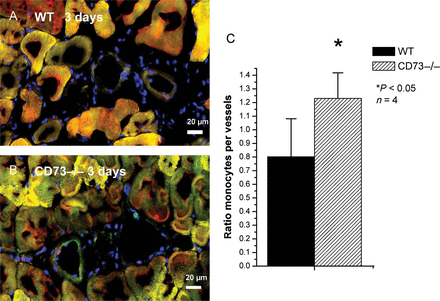 A
WT 3 days
20 µm
B
CD73–/– 3 days
20 µm
C
*
WT
CD73–/–
*P < 0.05
n = 4
Ratio monocytes per vessels
1.4
1.3
1.2
1.1
1.0
0.9
0.8
0.7
0.6
0.5
0.4
0.3
0.2
0.1
0.0